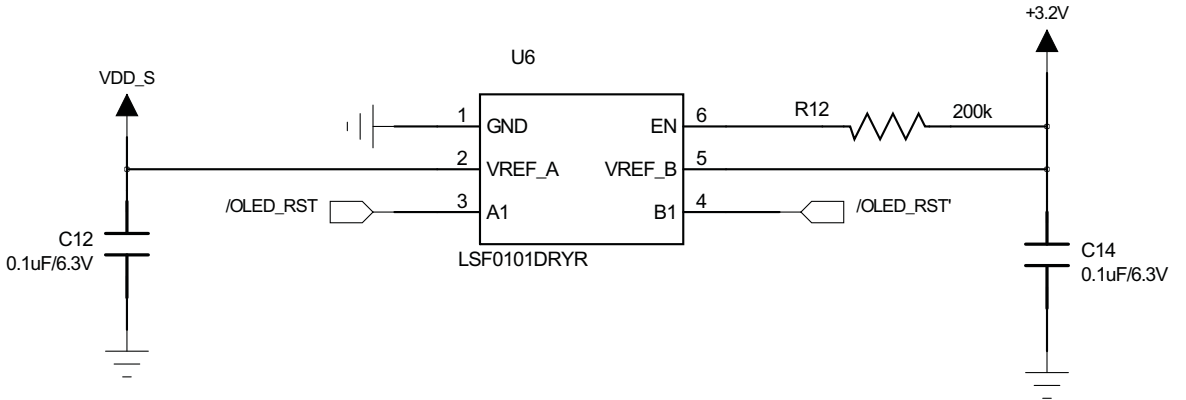 +3.2V
U6
VDD_S
1 GND EN 6 R12 200k
2 VREF_A VREF_B 5
/OLED_RST 3 A1 B1 4 /OLED_RST'
C12
0.1uF/6.3V
LSF0101DRYR
C14
0.1uF/6.3V